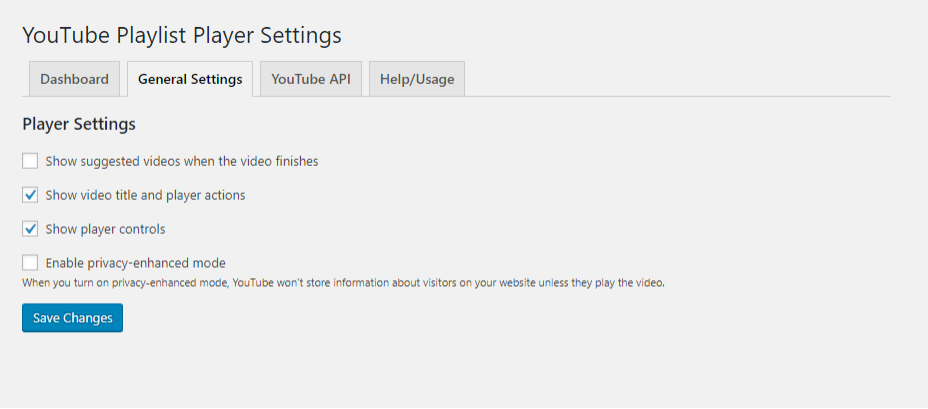 YouTube Playlist Player Settings
Dashboard General Settings YouTube API Help/Usage
Player Settings
Show suggested videos when the video finishes
Show video title and player actions
Show player controls
Enable privacy-enhanced mode
When you turn on privacy-enhanced mode, YouTube won't store information about visitors on your website unless they play the video.
Save Changes